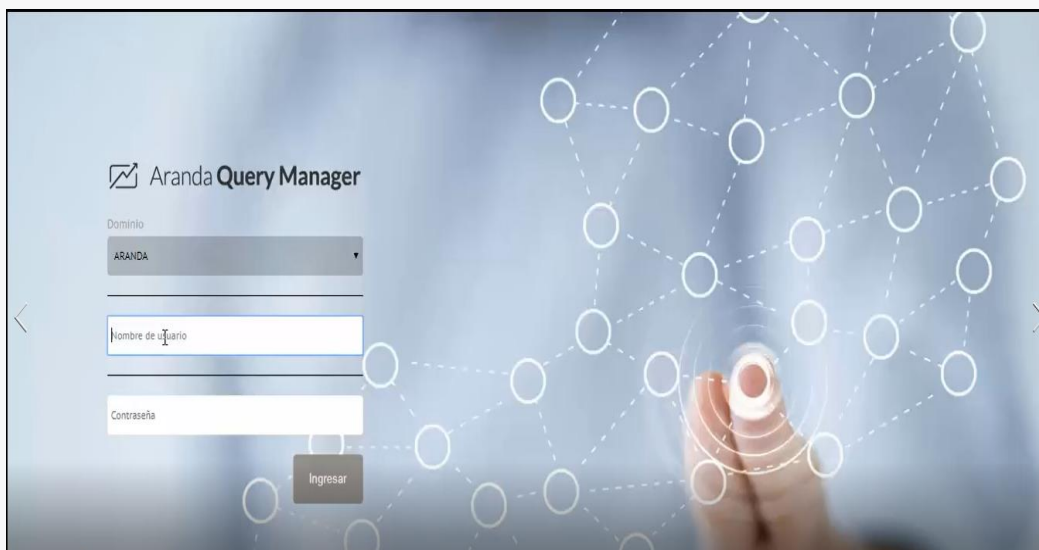 Aranda Query Manager
Dominio
ARANDA
Nombre de usuario
Contraseña
Ingresar